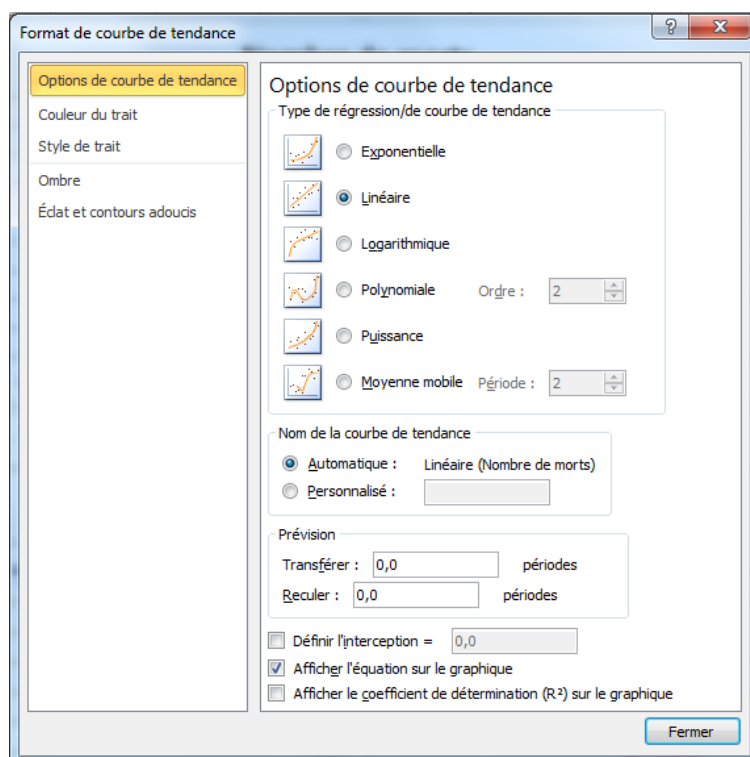 Format de courbe de tendance
Options de courbe de tendance
Couleur du trait
Style de trait
Ombre
Éclat et contours adoucis
Options de courbe de tendance
Type de régression/de courbe de tendance
Exponentielle
Linéaire
Logarithmique
Polynomiale Ordre : 2
Puissance
Moyenne mobile Période : 2
Nom de la courbe de tendance
Automatique : Linéaire (Nombre de morts)
Personnalisé :
Prévision
Transférer : 0,0 périodes
Reculer : 0,0 périodes
Définir l'interception = 0,0
Afficher l'équation sur le graphique
Afficher le coefficient de détermination (R²) sur le graphique
Fermer